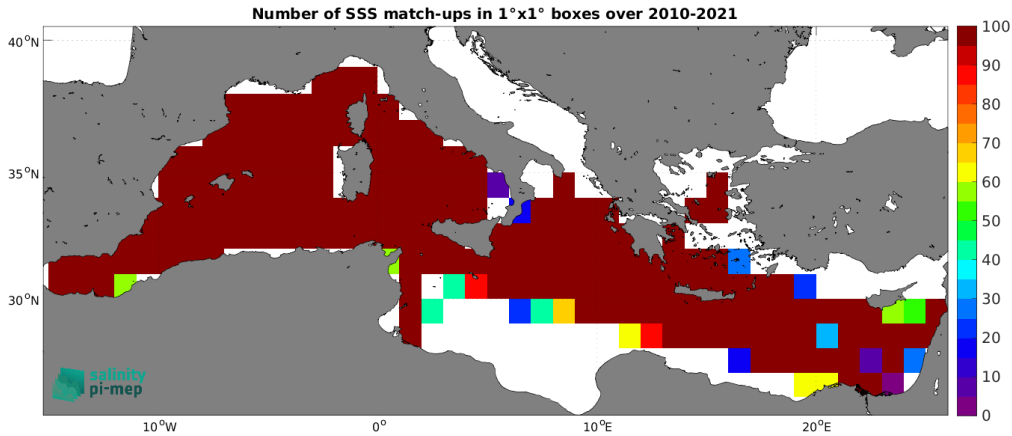 Number of SSS match-ups in 1°x1° boxes over 2010-2021
40°N
35°N
30°N
10°W
0°
10°E
20°E
100
90
80
70
60
50
40
30
20
10
0
salinity
pi-mep